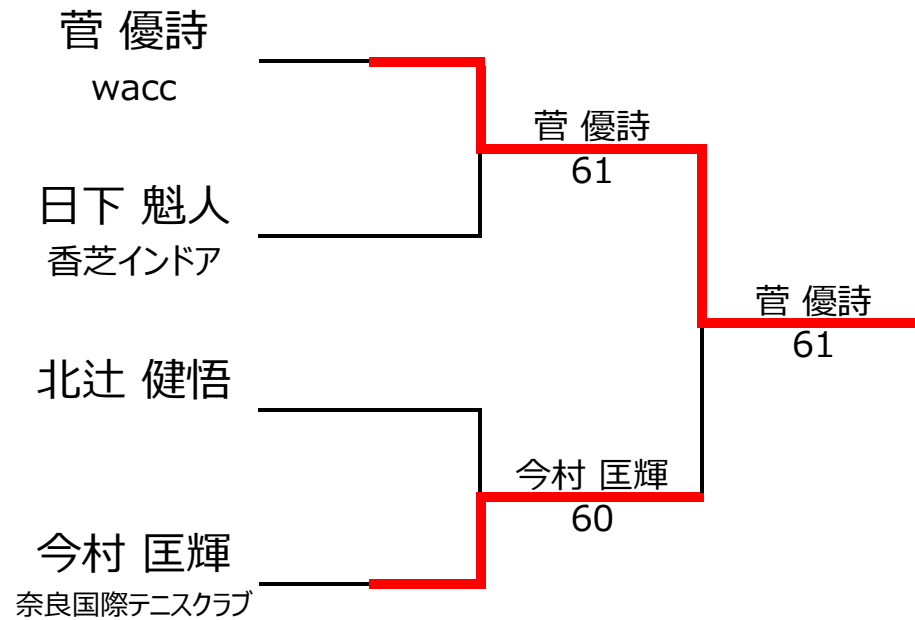 菅 優詩
wacc
日下 魁人
香芝インドア
北辻 健悟
今村 匡輝
奈良国際テニスクラブ
菅 優詩
61
今村 匡輝
60
菅 優詩
61